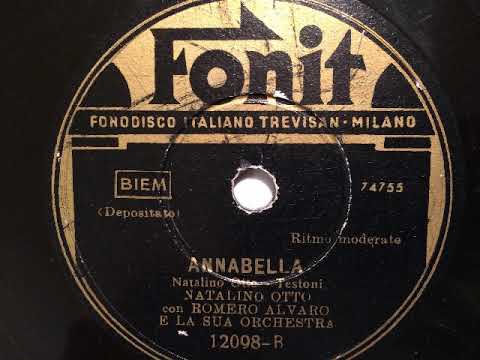 Fonit
FONODISCO ITALIANO TREVISAN · MILANO
BIEM
74755
(Depositato)
Ritmo moderato
ANNABELLA
Natalino Otto - Testoni
NATALINO OTTO
con ROMERO ALVARO
E LA SUA ORCHESTRA
12098-B